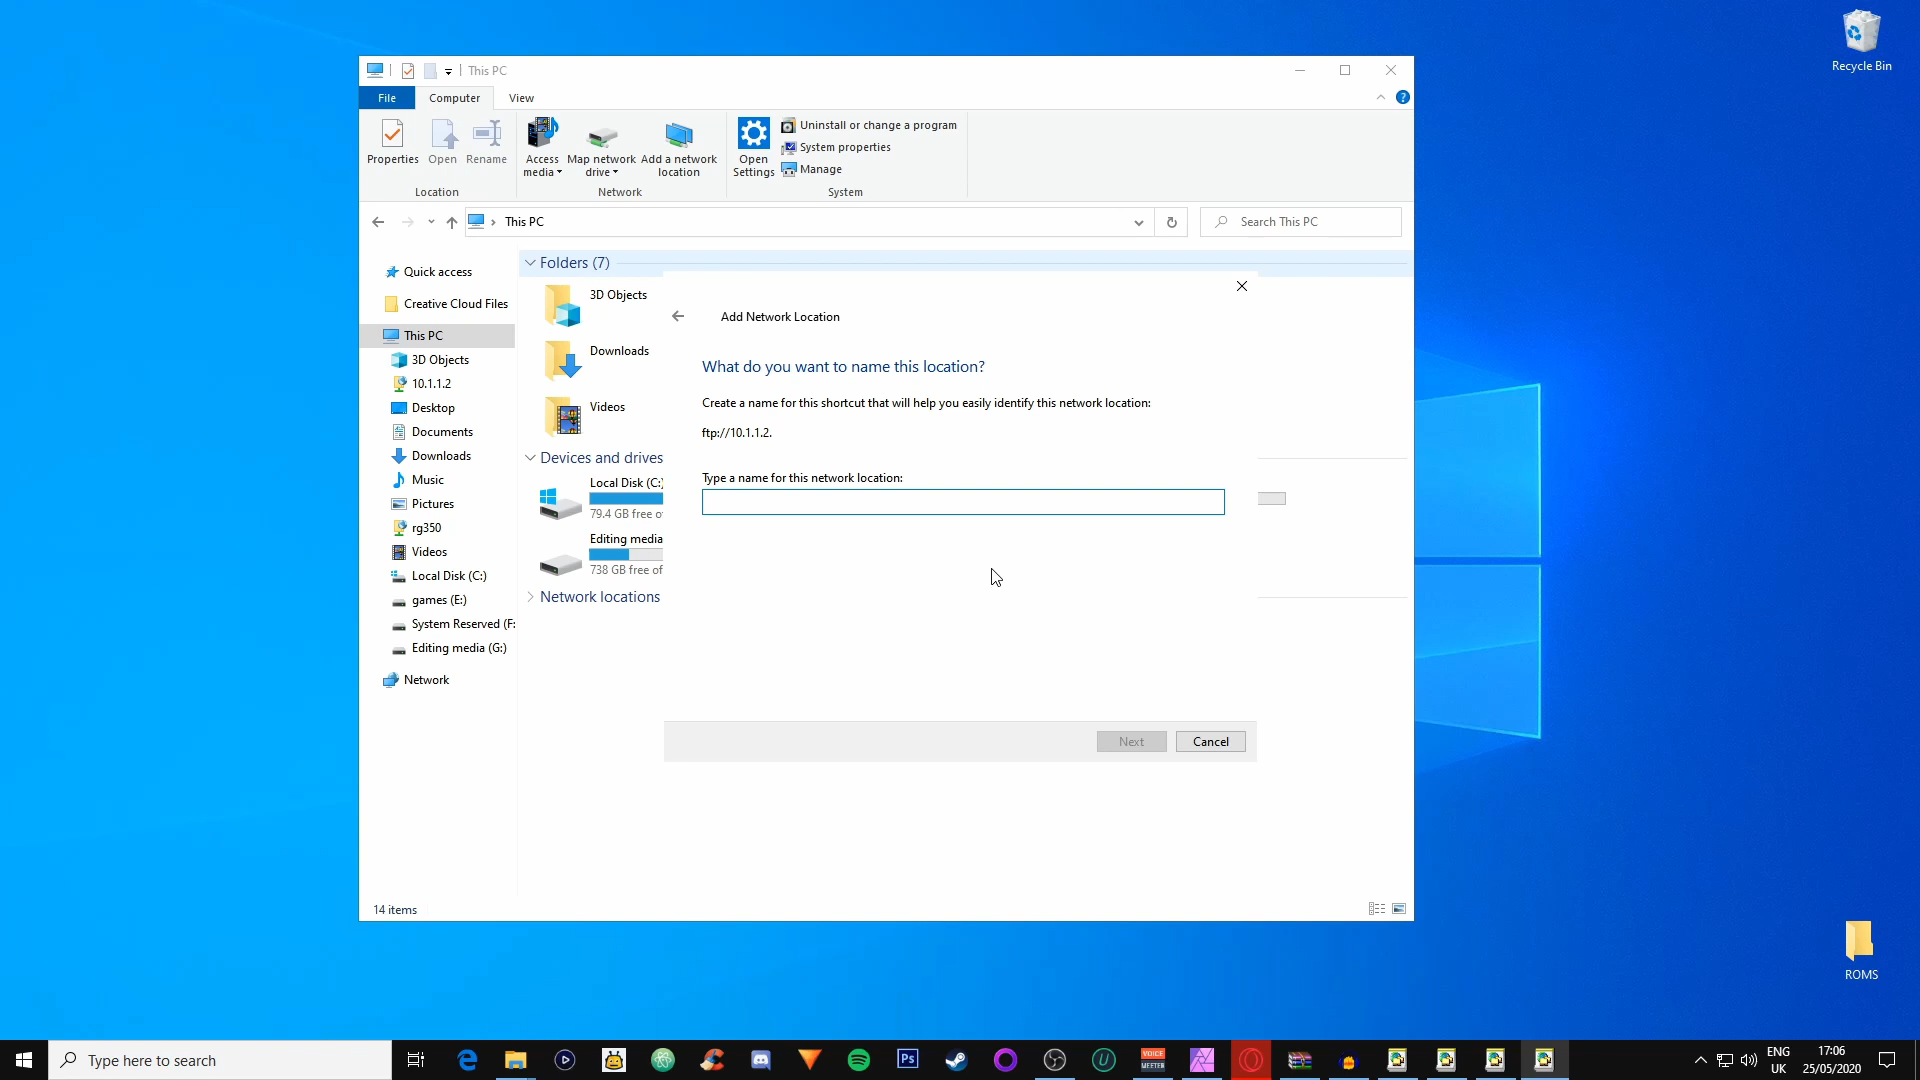 Recycle Bin
This PC
File
Computer
View
Properties
Open
Rename
Access media
Map network drive
Add a network location
Open Settings
Uninstall or change a program
System properties
Manage
Location
Network
System
This PC
Search This PC
Quick access
Creative Cloud Files
This PC
3D Objects
10.1.1.2
Desktop
Documents
Downloads
Music
Pictures
rg350
Videos
Local Disk (C:)
games (E:)
System Reserved (F:
Editing media (G:)
Network
Folders (7)
3D Objects
Downloads
Videos
Devices and drives
Local Disk (C:)
79.4 GB free o
Editing media
738 GB free of
Network locations
Add Network Location
What do you want to name this location?
Create a name for this shortcut that will help you easily identify this network location:
ftp://10.1.1.2.
Type a name for this network location:
Next
Cancel
14 items
ROMS
Type here to search
Ps
VOICE
MEETER
ENG
UK
17:06
25/05/2020